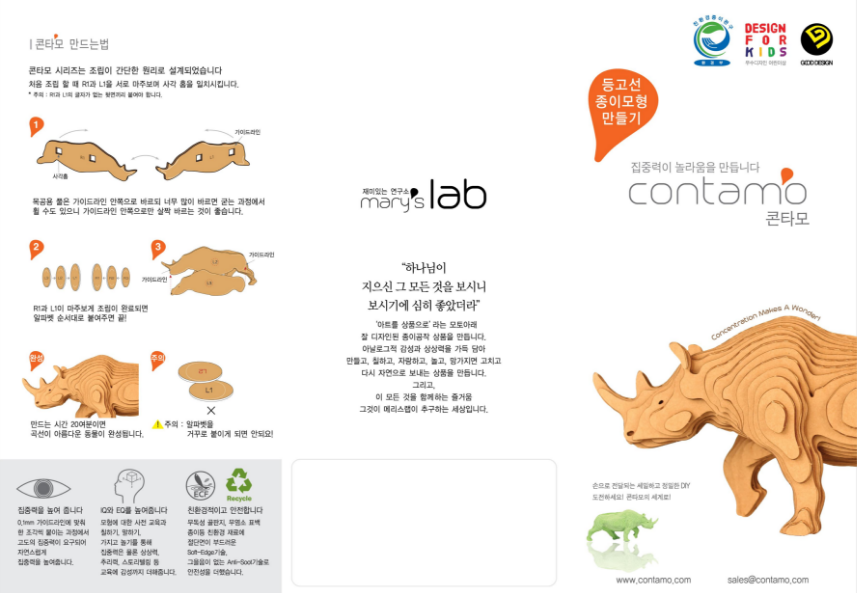 콘타모 만드는법
콘타모 시리즈는 조립이 간단한 원리로 설계되었습니다
처음 조립 할 때 R1과 L1을 서로 마주보여 사각 홈을 일치시킵니다.
* 주의 : R1과 L1의 글자가 없는 뒷면끼리 붙여야 합니다.
1
가이드라인
사각홈
목공용 풀은 가이드라인 안쪽으로 바르되 너무 많이 바르면 굳는 과정에서
휠 수도 있으니 가이드라인 안쪽으로만 살짝 바르는 것이 좋습니다.
2
3
가이드라인
가이드라인
R1과 L1이 마주보게 조립이 완료되면
알파벳 순서대로 붙여주면 끝!
완성
주의
L1
만드는 시간 20여분이면
곡선이 아름다운 동물이 완성됩니다.
주의 : 알파벳을
거꾸로 붙이게 되면 안되요!
ECF
Recycle
집중력을 높여 줍니다
0.1mm 가이드라인에 맞춰
한 조각씩 붙이는 과정에서
고도의 집중력이 요구되어
자연스럽게
집중력을 높여줍니다.
IQ와 EQ를 높여줍니다
모형에 대한 사전 교육과
칠하기, 말하기,
가지고 놀기를 통해
집중력은 물론 상상력,
추리력, 스토리텔링 등
교육에 감성까지 더해줍니다.
친환경적이고 안전합니다
무독성 골판지, 무염소 표백
종이등 친환경 재료에
절단면이 부드러운
Soft-Edge기술,
그을음이 없는 Anti-Soot기술로
안전성을 더했습니다.
재미있는 연구소
mary's lab
“하나님이
지으신 그 모든 것을 보시니
보시기에 심히 좋았더라”
'아트를 상품으로' 라는 모토아래
잘 디자인된 종이공작 상품을 만듭니다.
아날로그적 감성과 상상력을 가득 담아
만들고, 칠하고, 자랑하고, 놀고, 망가지면 고치고
다시 자연으로 보내는 상품을 만듭니다.
그리고,
이 모든 것을 함께하는 즐거움
그것이 메리스랩이 추구하는 세상입니다.
환경부
DESIGN
FOR
KIDS
우수디자인 어린이날
GOOD DESIGN
등고선
종이모형
만들기
집중력이 놀라움을 만듭니다
contamo
콘타모
Concentration Makes A Wonder!
손으로 전달되는 세밀하고 정밀한 DIY
도전하세요! 콘타모의 세계로!
www.contamo.com
sales@contamo.com